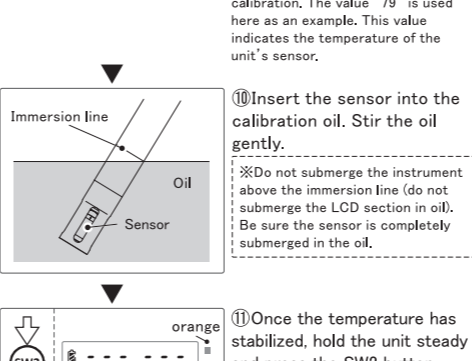 calibration. The value "79" is used
here as an example. This value
indicates the temperature of the
unit's sensor.
⑩Insert the sensor into the
calibration oil. Stir the oil
gently.
※Do not submerge the instrument
above the immersion line (do not
submerge the LCD section in oil).
Be sure the sensor is completely
submerged in the oil.
Immersion line
Oil
Sensor
⑪Once the temperature has
stabilized, hold the unit steady
and press the SW2 button
orange